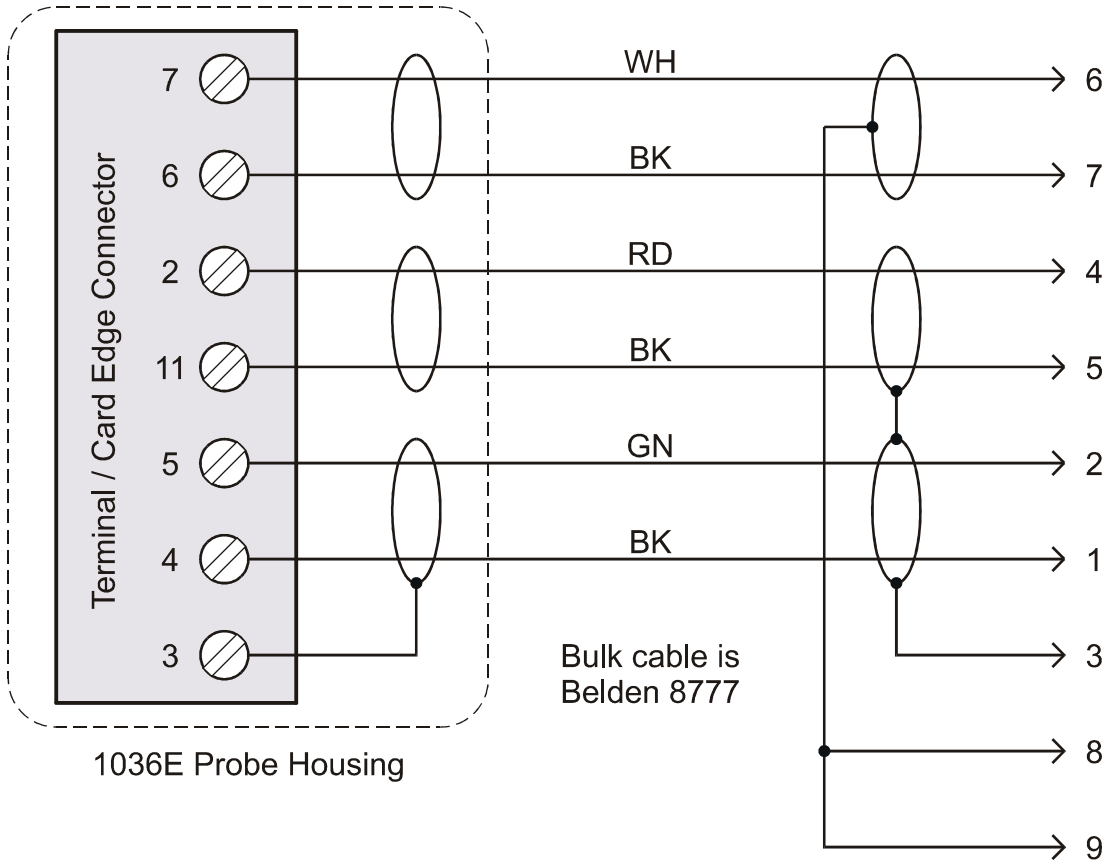 7 WH 6
6 BK 7
2 RD 4
11 BK 5
5 GN 2
4 BK 1
3 3
8
9
Terminal / Card Edge Connector
Bulk cable is
Belden 8777
1036E Probe Housing